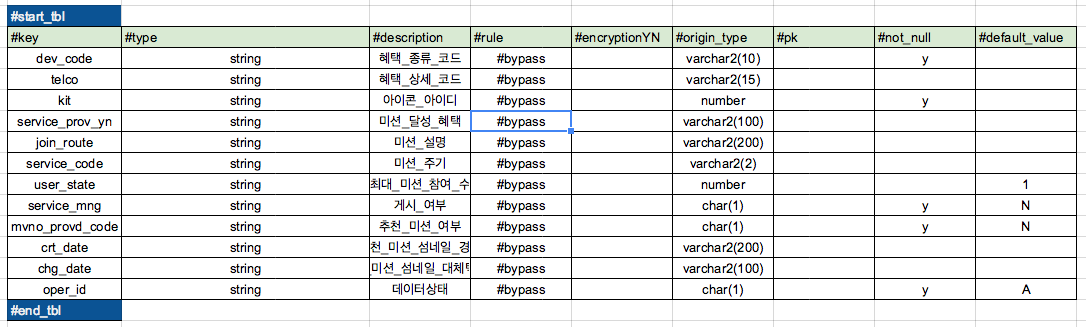 #start_tbl
#key #type #description #rule #encryptionYN #origin_type #pk #not_null #default_value
dev_code string 혜택_종류_코드 #bypass varchar2(10) y
telco string 혜택_상세_코드 #bypass varchar2(15)
kit string 아이콘_아이디 #bypass number y
service_prov_yn string 미션_달성_혜택 #bypass varchar2(100)
join_route string 미션_설명 #bypass varchar2(200)
service_code string 미션_주기 #bypass varchar2(2)
user_state string 최대_미션_참여_수 #bypass number 1
service_mng string 게시_여부 #bypass char(1) y N
mvno_provd_code string 추천_미션_여부 #bypass char(1) y N
crt_date string 천_미션_섬네일_경 #bypass varchar2(200)
chg_date string 미션_섬네일_대체텍 #bypass varchar2(100)
oper_id string 데이터상태 #bypass char(1) y A
#end_tbl